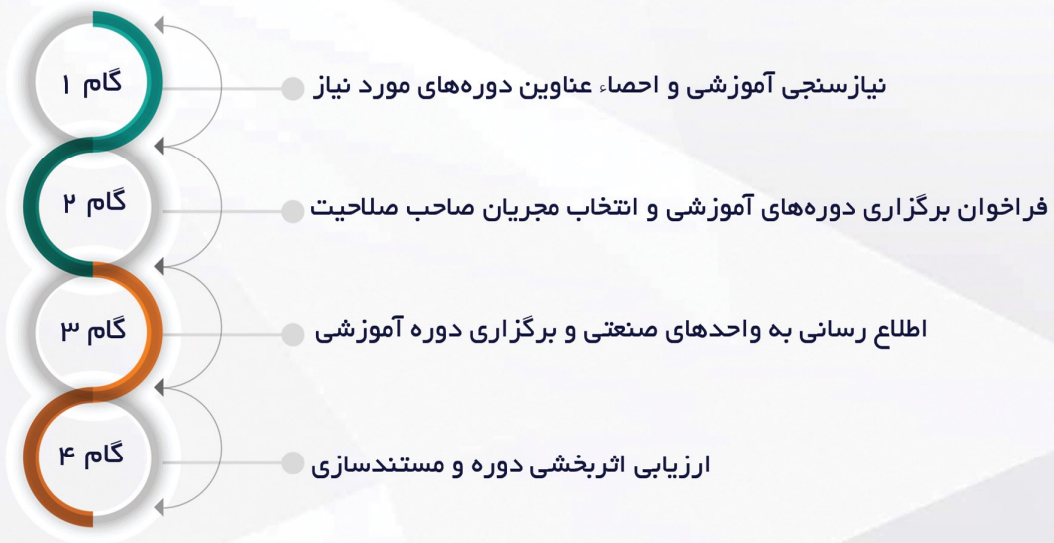 گام ۱
نیازسنجی آموزشی و احصاء عناوین دوره‌های مورد نیاز
گام ۲
فراخوان برگزاری دوره‌های آموزشی و انتخاب مجریان صاحب صلاحیت
گام ۳
اطلاع رسانی به واحدهای صنعتی و برگزاری دوره آموزشی
گام ۴
ارزیابی اثربخشی دوره و مستندسازی